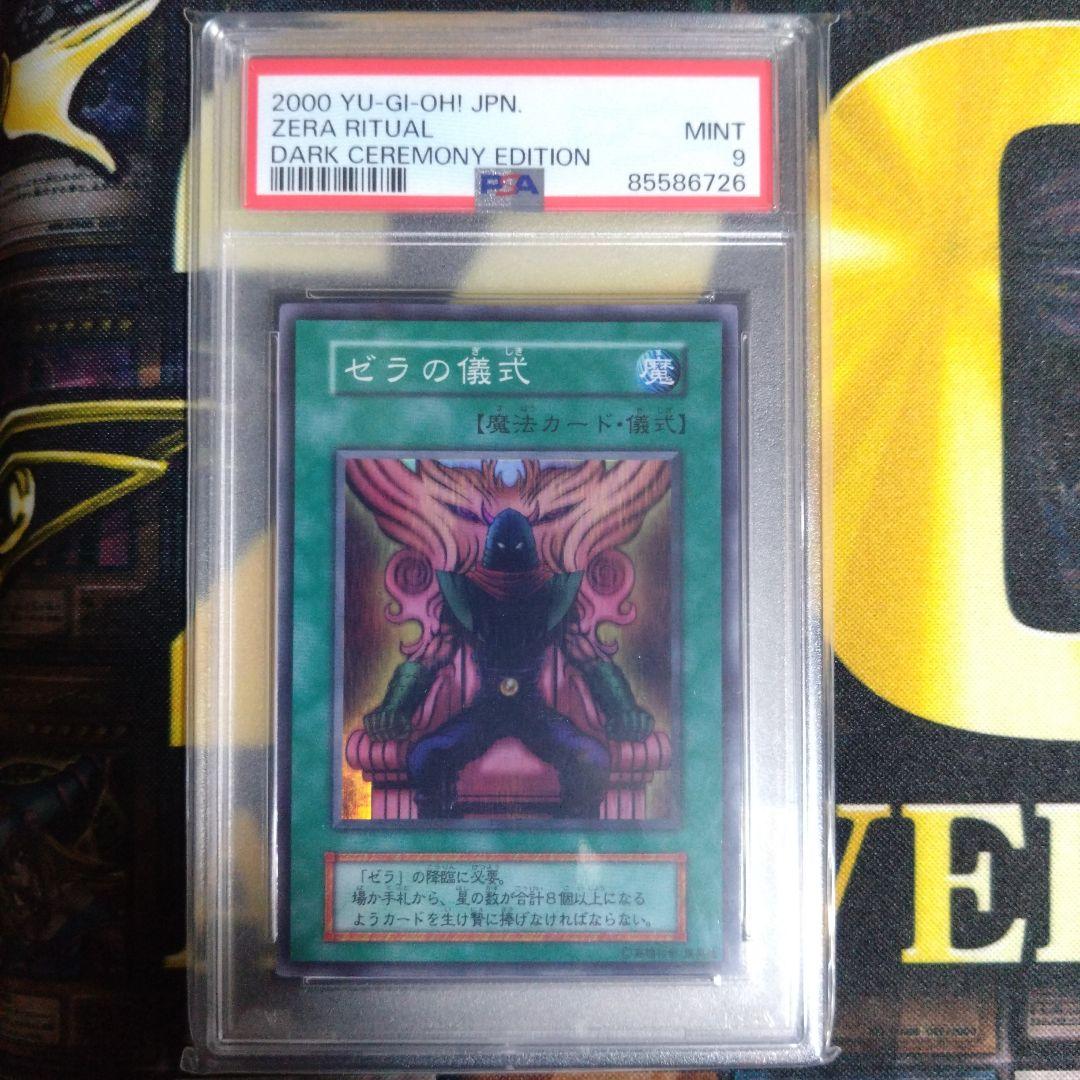 2000 YU-GI-OH! JPN.
ZERA RITUAL MINT
DARK CEREMONY EDITION 9
PSA 85586726
ゼラの儀式 魔
【魔法カード・儀式】
「ゼラ」の降臨に必要。
場か手札から、星の数が合計8個以上になる
ようカードを生け贄に捧げなければならない。
VE